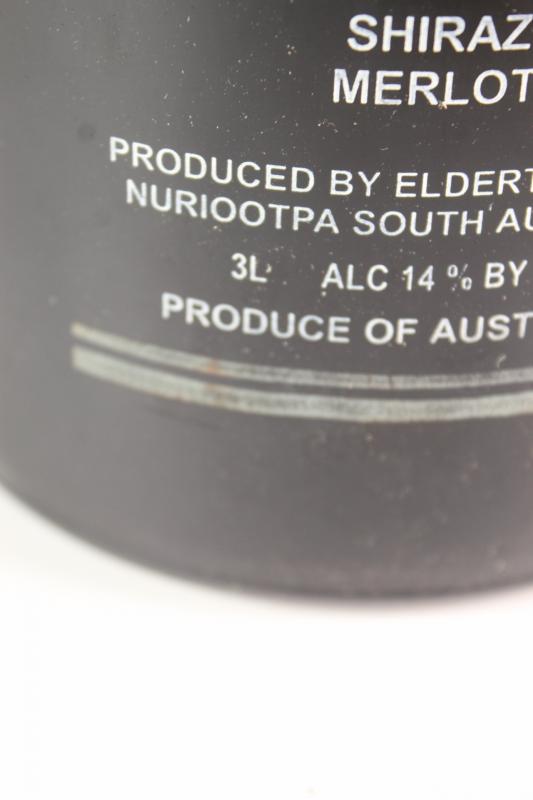 SHIRAZ
MERLOT
PRODUCED BY ELDERT
NURIOOTPA SOUTH AU
3L ALC 14 % BY
PRODUCE OF AUST